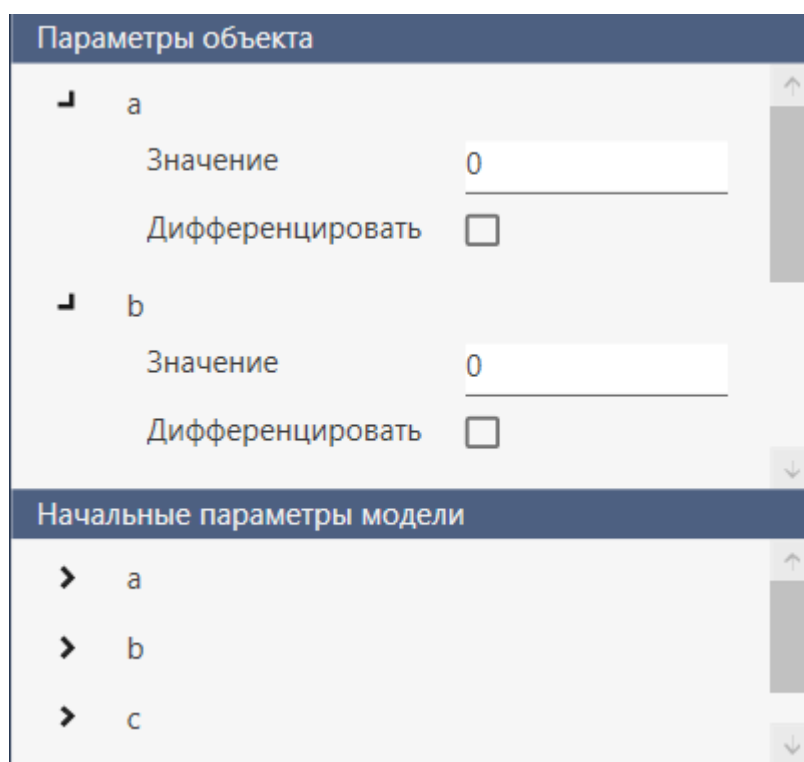 Параметры объекта
a
Значение 0
Дифференцировать
b
Значение 0
Дифференцировать
Начальные параметры модели
a
b
c